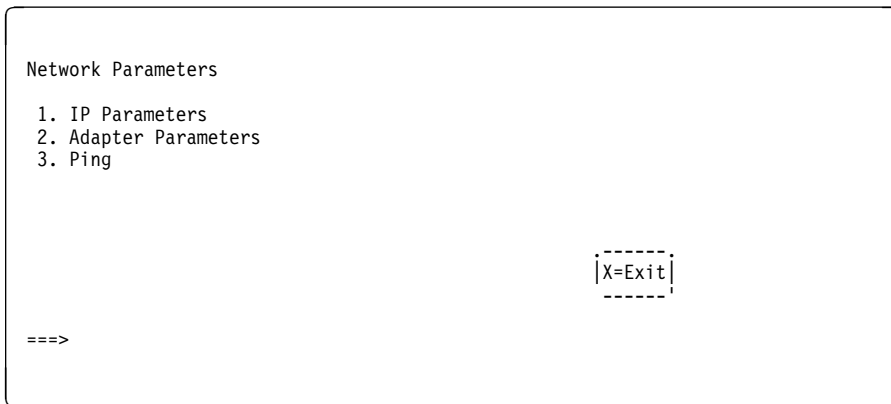 Network Parameters
1. IP Parameters
2. Adapter Parameters
3. Ping
X=Exit
===>